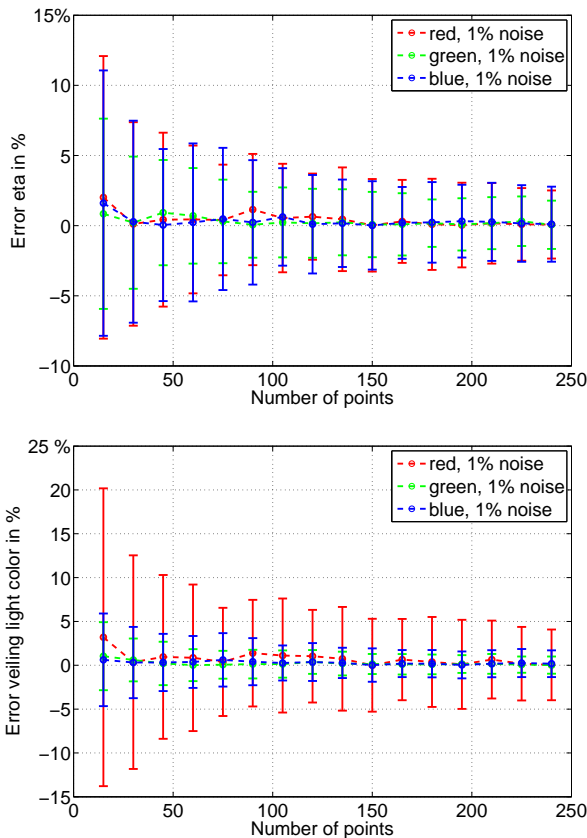 15%
10
5
0
−5
−10
Error eta in %
red, 1% noise
green, 1% noise
blue, 1% noise
0 50 100 150 200 250
Number of points
25 %
20
15
10
5
0
−5
−10
−15
Error veiling light color in %
red, 1% noise
green, 1% noise
blue, 1% noise
0 50 100 150 200 250
Number of points